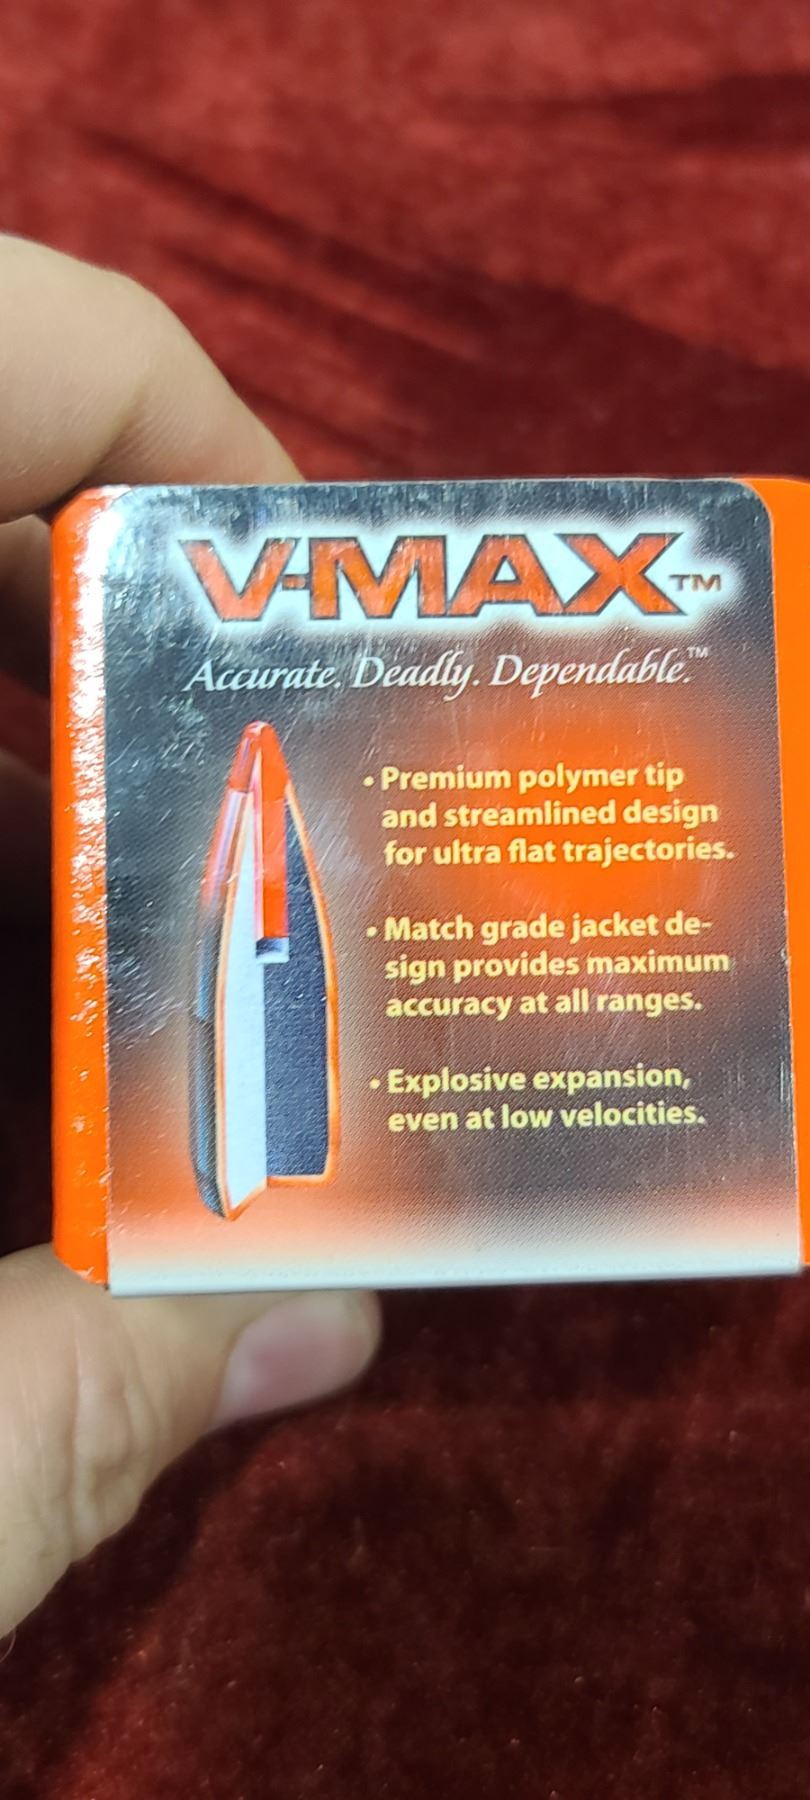 V-MAX™
Accurate. Deadly. Dependable.™
• Premium polymer tip
and streamlined design
for ultra flat trajectories.
• Match grade jacket de-
sign provides maximum
accuracy at all ranges.
• Explosive expansion,
even at low velocities.